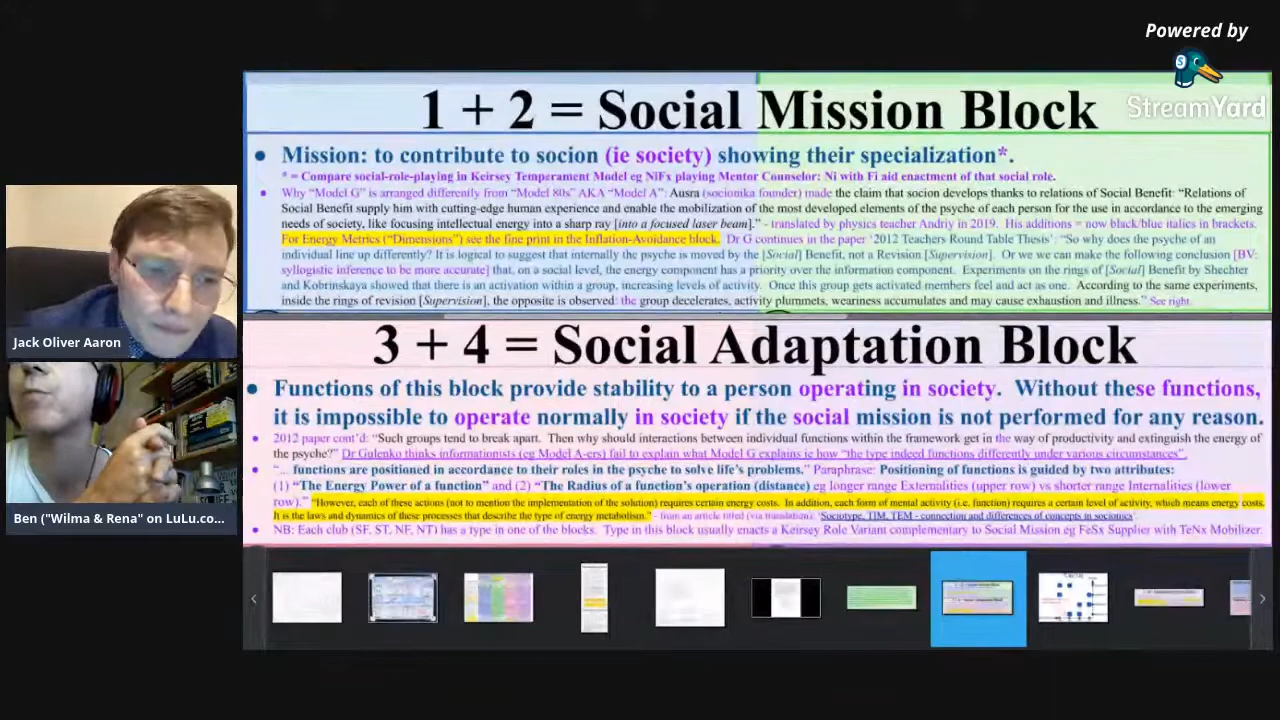 Powered by
StreamYard
1 + 2 = Social Mission Block
Mission: to contribute to socion (ie society) showing their specialization*.
* = Compare social-role-playing in Keirsey Temperament Model eg NiFx playing Mentor Counselor: Ni with Fi aid enactment of that social role.
Why “Model G” is arranged differently from “Model 80s” AKA “Model A”: Ausra (socionika founder) made the claim that socion develops thanks to relations of Social Benefit: “Relations of
Social Benefit supply him with cutting-edge human experience and enable the mobilization of the most developed elements of the psyche of each person for the use in accordance to the emerging
needs of society, like focusing intellectual energy into a sharp ray [into a focused laser beam].” - translated by physics teacher Andriy in 2019. His additions = now black/blue italics in brackets.
For Energy Metrics (“Dimensions”) see the fine print in the Inflation-Avoidance block. Dr G continues in the paper ‘2012 Teachers Round Table Thesis’: “So why does the psyche of an
individual line up differently? It is logical to suggest that internally the psyche is moved by the [Social] Benefit, not a Revision [Supervision]. Or we we can make the following conclusion [BV:
syllogistic inference to be more accurate] that, on a social level, the energy component has a priority over the information component. Experiments on the rings of [Social] Benefit by Shechter
and Kobrinskaya showed that there is an activation within a group, increasing levels of activity. Once this group gets activated members feel and act as one. According to the same experiments,
inside the rings of revision [Supervision], the opposite is observed: the group decelerates, activity plummets, weariness accumulates and may cause exhaustion and illness.” See right.
3 + 4 = Social Adaptation Block
Functions of this block provide stability to a person operating in society. Without these functions,
it is impossible to operate normally in society if the social mission is not performed for any reason.
2012 paper cont’d: “Such groups tend to break apart. Then why should interactions between individual functions within the framework get in the way of productivity and extinguish the energy of
the psyche?” Dr Gulenko thinks informationists (eg Model A-ers) fail to explain what Model G explains ie how “the type indeed functions differently under various circumstances”.
“... functions are positioned in accordance to their roles in the psyche to solve life’s problems.” Paraphrase: Positioning of functions is guided by two attributes:
(1) “The Energy Power of a function” and (2) “The Radius of a function’s operation (distance) eg longer range Externalities (upper row) vs shorter range Internalities (lower
row).” “However, each of these actions (not to mention the implementation of the solution) requires certain energy costs. In addition, each form of mental activity (i.e. function) requires a certain level of activity, which means energy costs.
It is the laws and dynamics of these processes that describe the type of energy metabolism.” - from an article titled (via translation): ‘Sociotype, TIM, TEM - connection and differences of concepts in socionics’.
NB: Each club (SF, ST, NF, NT) has a type in one of the blocks. Type in this block usually enacts a Keirsey Role Variant complementary to Social Mission eg FeSx Supplier with TeNx Mobilizer.
Jack Oliver Aaron
Ben ("Wilma & Rena" on LuLu.co...